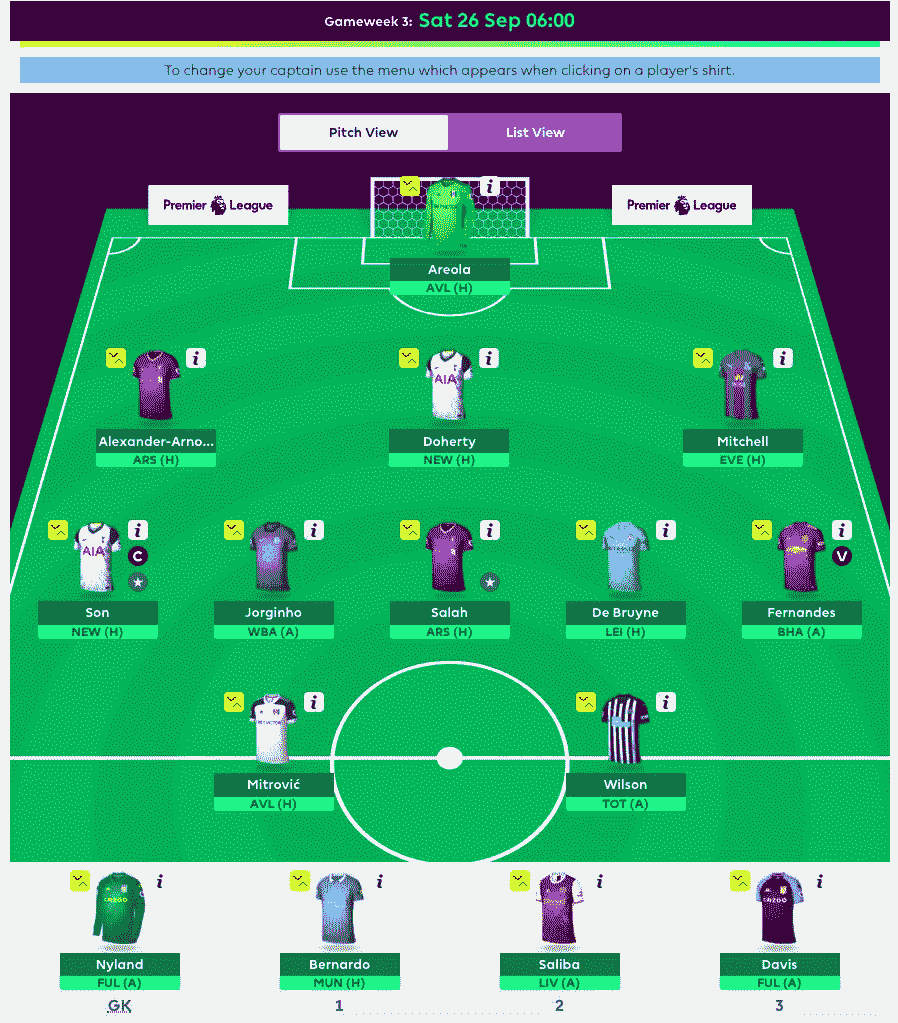 Gameweek 3: Sat 26 Sep 06:00
To change your captain use the menu which appears when clicking on a player's shirt.
Pitch View List View
Premier League Premier League
Areola
AVL (H)
AIA
Alexander-Arno... Doherty Mitchell
ARS (H) NEW (H) EVE (H)
AIA C V
Son Jorginho Salah De Bruyne Fernandes
NEW (H) WBA (A) ARS (H) LEI (H) BHA (A)
Mitrović Wilson
AVL (H) TOT (A)
Nyland Bernardo Saliba Davis
FUL (A) MUN (H) LIV (A) FUL (A)
GK 1 2 3